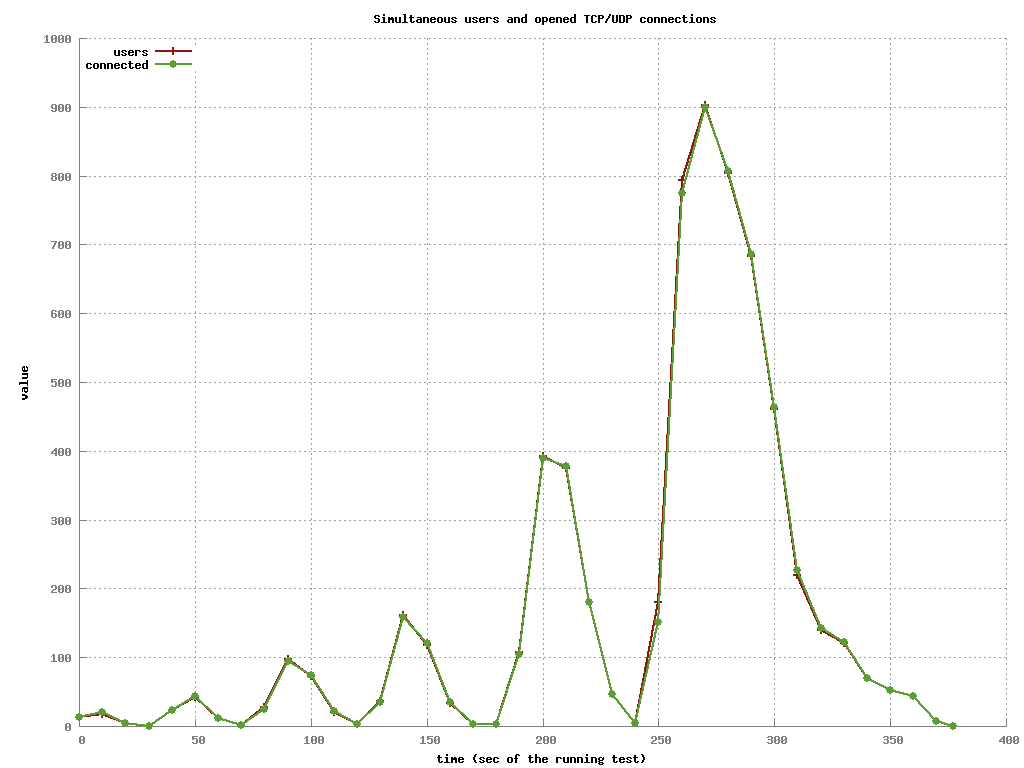 Simultaneous users and opened TCP/UDP connections
users
connected
1000
900
800
700
600
500
400
300
200
100
0
value
0 50 100 150 200 250 300 350 400
time (sec of the running test)